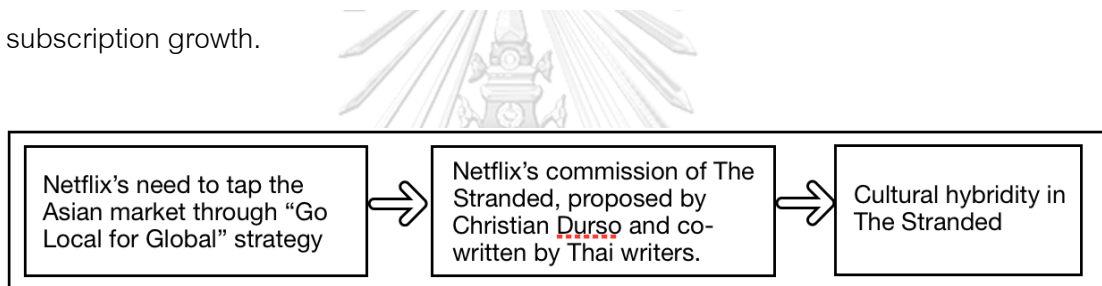 subscription growth.
Netflix’s need to tap the
Asian market through “Go
Local for Global” strategy
Netflix’s commission of The
Stranded, proposed by
Christian Durso and co-
written by Thai writers.
Cultural hybridity in
The Stranded